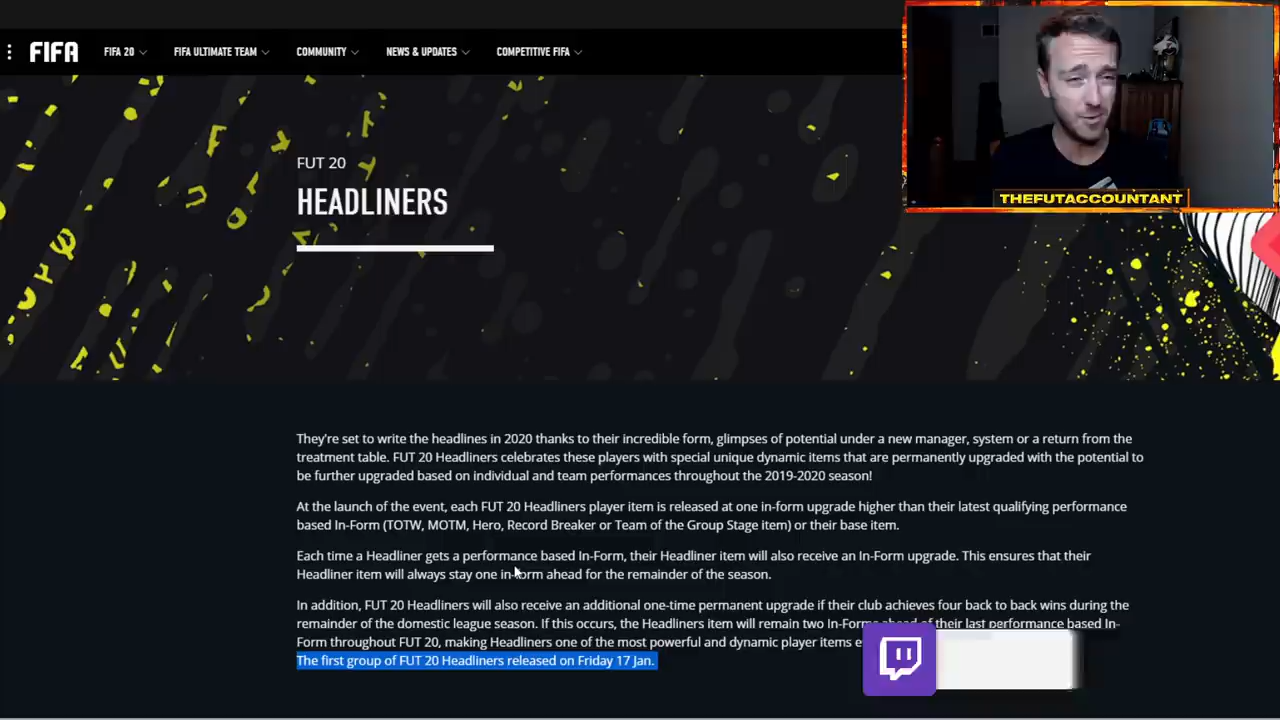 FIFA
FIFA 20
FIFA ULTIMATE TEAM
COMMUNITY
NEWS & UPDATES
COMPETITIVE FIFA
THEFUTACCOUNTANT
FUT 20
HEADLINERS
They're set to write the headlines in 2020 thanks to their incredible form, glimpses of potential under a new manager, system or a return from the
treatment table. FUT 20 Headliners celebrates these players with special unique dynamic items that are permanently upgraded with the potential to
be further upgraded based on individual and team performances throughout the 2019-2020 season!
At the launch of the event, each FUT 20 Headliners player item is released at one in-form upgrade higher than their latest qualifying performance
based In-Form (TOTW, MOTM, Hero, Record Breaker or Team of the Group Stage item) or their base item.
Each time a Headliner gets a performance based In-Form, their Headliner item will also receive an In-Form upgrade. This ensures that their
Headliner item will always stay one in-form ahead for the remainder of the season.
In addition, FUT 20 Headliners will also receive an additional one-time permanent upgrade if their club achieves four back to back wins during the
remainder of the domestic league season. If this occurs, the Headliners item will remain two In-Forms ahead of their last performance based In-
Form throughout FUT 20, making Headliners one of the most powerful and dynamic player items
The first group of FUT 20 Headliners released on Friday 17 Jan.